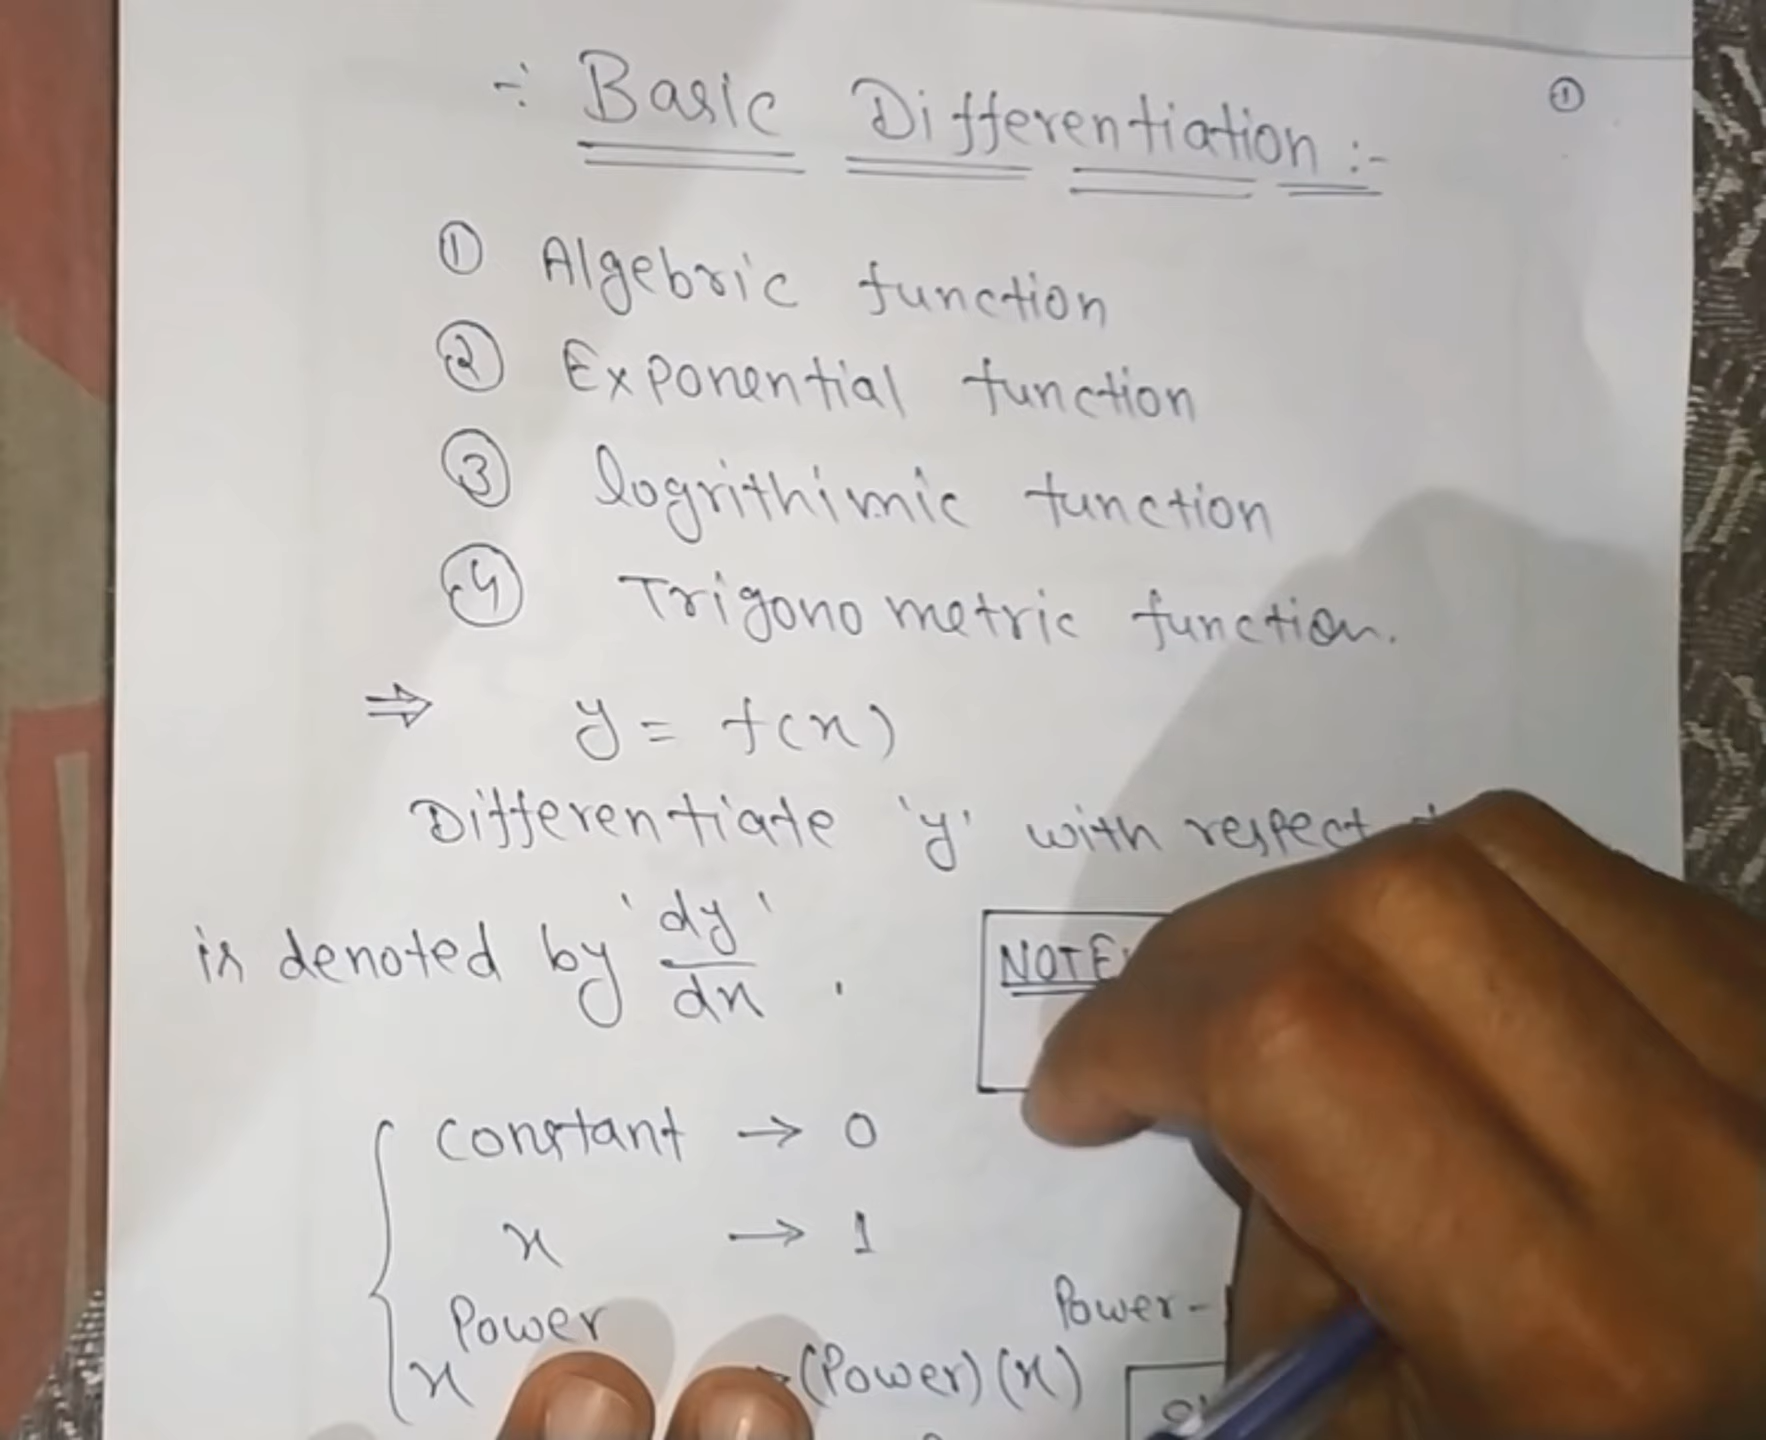 ÷ Basic Differentiation :-
①
① Algebric function
② Exponential function
③ logrithimic function
④ Trigonometric function.
⇒ y = f(x)
Differentiate 'y' with respect
is denoted by 'dy/dx' .
NOTE
constant → 0
x → 1
x^Power (Power)(x)^Power-